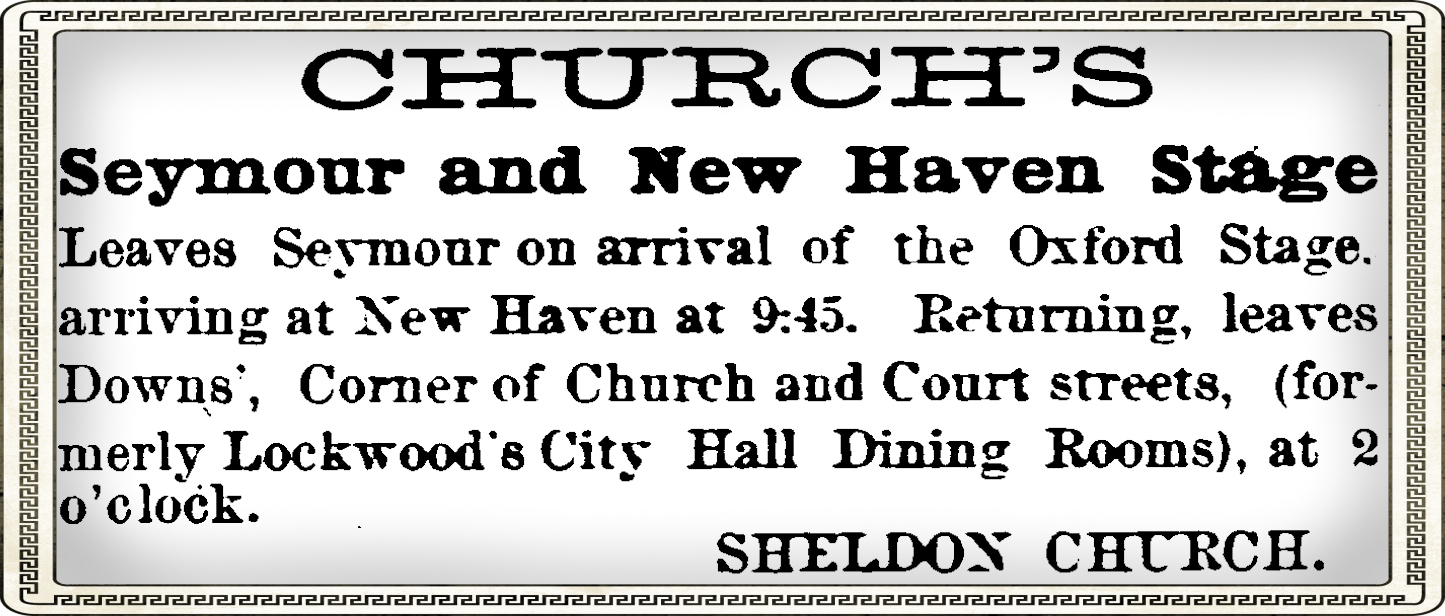 CHURCH'S
Seymour and New Haven Stage
Leaves Seymour on arrival of the Oxford Stage.
arriving at New Haven at 9:45. Returning, leaves
Downs', Corner of Church and Court streets, (for-
merly Lockwood's City Hall Dining Rooms), at 2
o'clock.
SHELDON CHURCH.